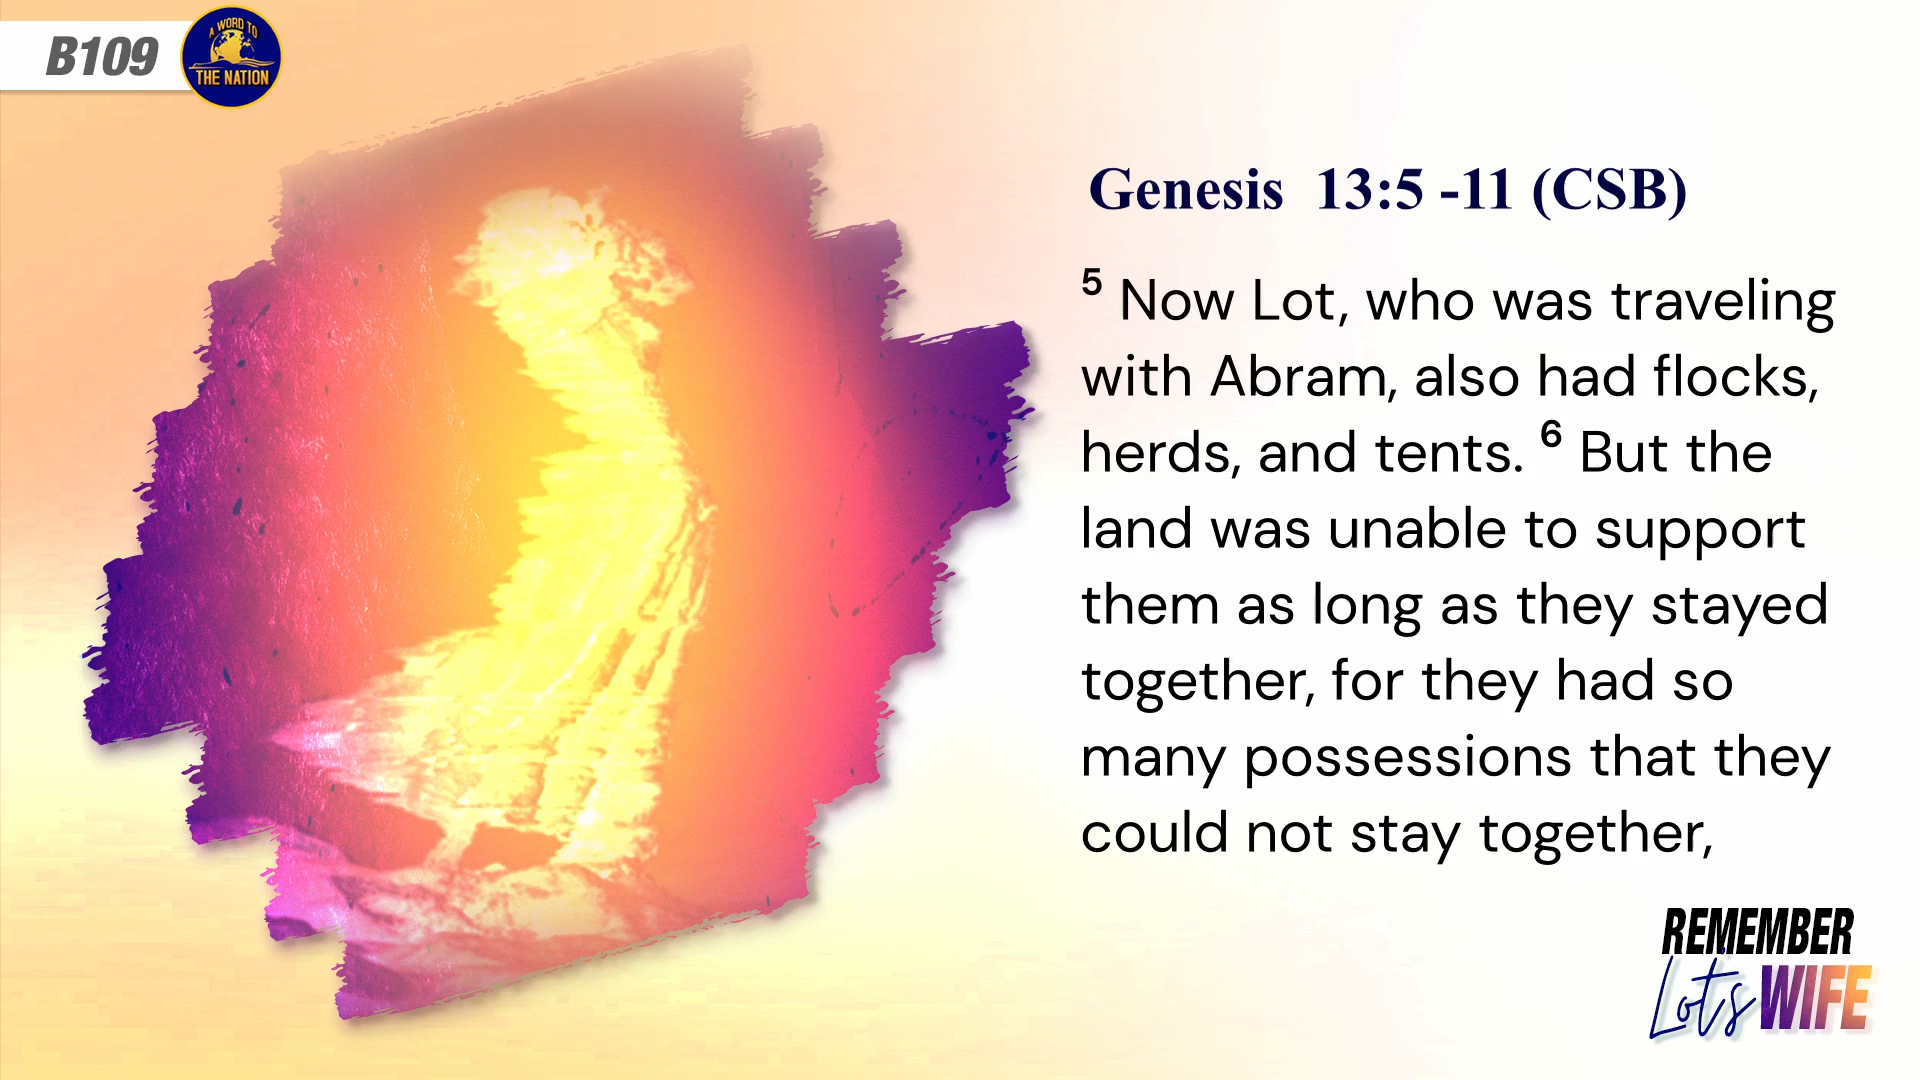 B109
A WORD TO
THE NATION
Genesis 13:5 -11 (CSB)
5 Now Lot, who was traveling
with Abram, also had flocks,
herds, and tents. 6 But the
land was unable to support
them as long as they stayed
together, for they had so
many possessions that they
could not stay together,
REMEMBER
Lot's WIFE